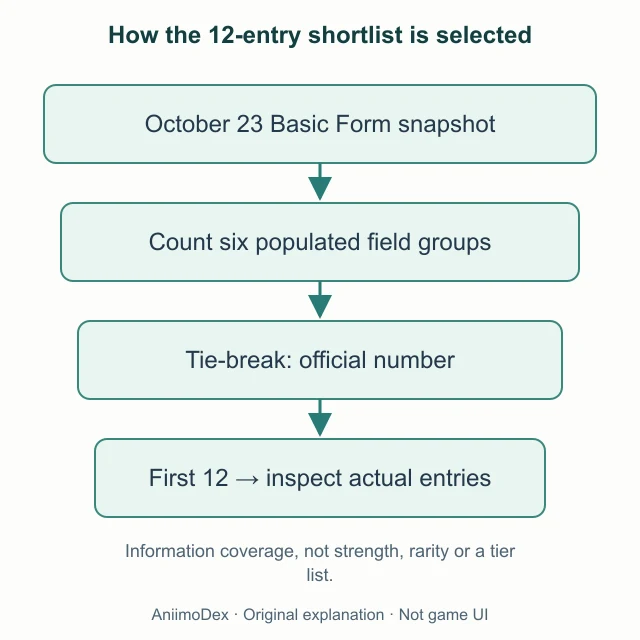 How the 12-entry shortlist is selected
October 23 Basic Form snapshot
Count six populated field groups
Tie-break: official number
First 12 → inspect actual entries
Information coverage, not strength, rarity or a tier
list.
AniimoDex · Original explanation · Not game UI